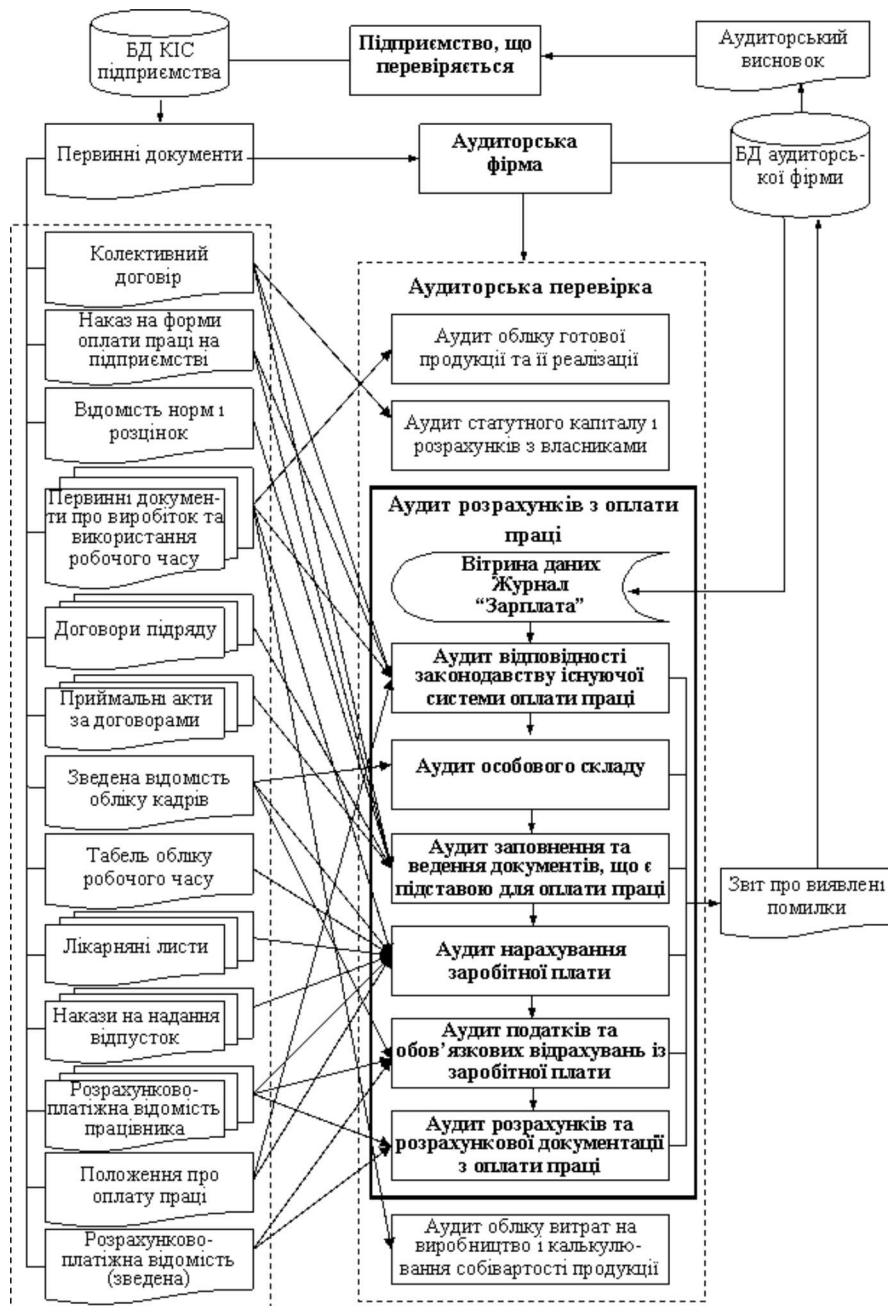 БД КІС
підприємства
Підприємство, що
перевіряється
Аудиторський
висновок
Первинні документи
Аудиторська
фірма
БД аудиторсь-
кої фірми
Колективний
договір
Наказ на форми
оплати праці на
підприємстві
Відомість норм і
розцінок
Первинні докумен-
ти про виробіток та
використання
робочого часу
Договори підряду
Приймальні акти
за договорами
Зведена відомість
обліку кадрів
Табель обліку
робочого часу
Лікарняні листи
Накази на надання
відпусток
Розрахунково-
платіжна відомість
працівника
Положення про
оплату праці
Розрахунково-
платіжна відомість
(зведена)
Аудиторська перевірка
Аудит обліку готової
продукції та її реалізації
Аудит статутного капіталу і
розрахунків з власниками
Аудит розрахунків з оплати
праці
Вітрина даних
Журнал
“Зарплата”
Аудит відповідності
законодавству існуючої
системи оплати праці
Аудит особового складу
Аудит заповнення та
ведення документів, що є
підставою для оплати праці
Аудит нарахування
заробітної плати
Аудит податків та
обов’язкових відрахувань із
заробітної плати
Аудит розрахунків та
розрахункової документації
з оплати праці
Аудит обліку витрат на
виробництво і калькулю-
вання собівартості продукції
Звіт про виявлені
помилки